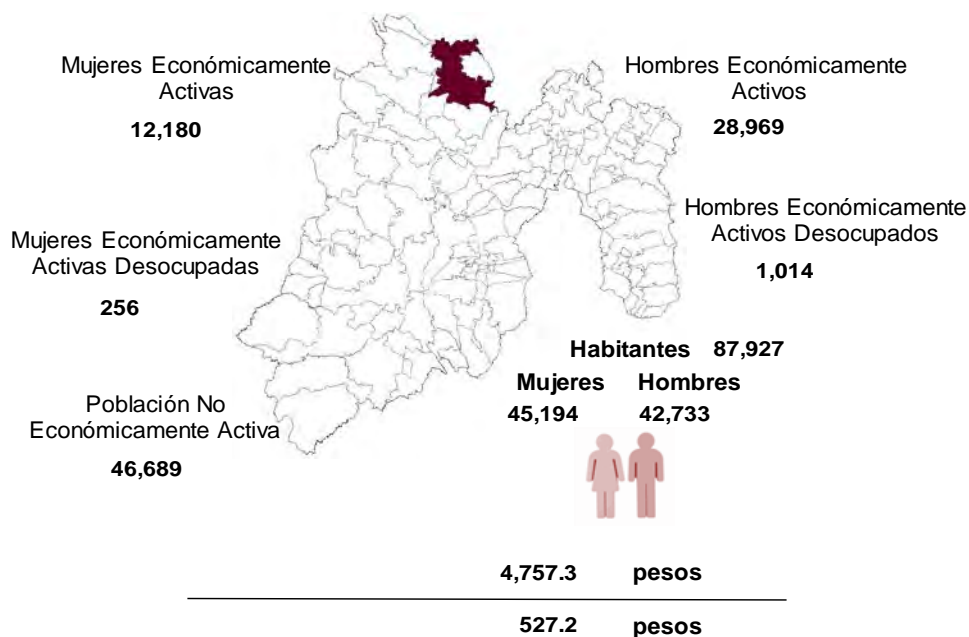 Mujeres Económicamente
Activas
12,180
Hombres Económicamente
Activos
28,969
Mujeres Económicamente
Activas Desocupadas
256
Hombres Económicamente
Activos Desocupados
1,014
Habitantes 87,927
Mujeres Hombres
45,194 42,733
Población No
Económicamente Activa
46,689
4,757.3 pesos
527.2 pesos